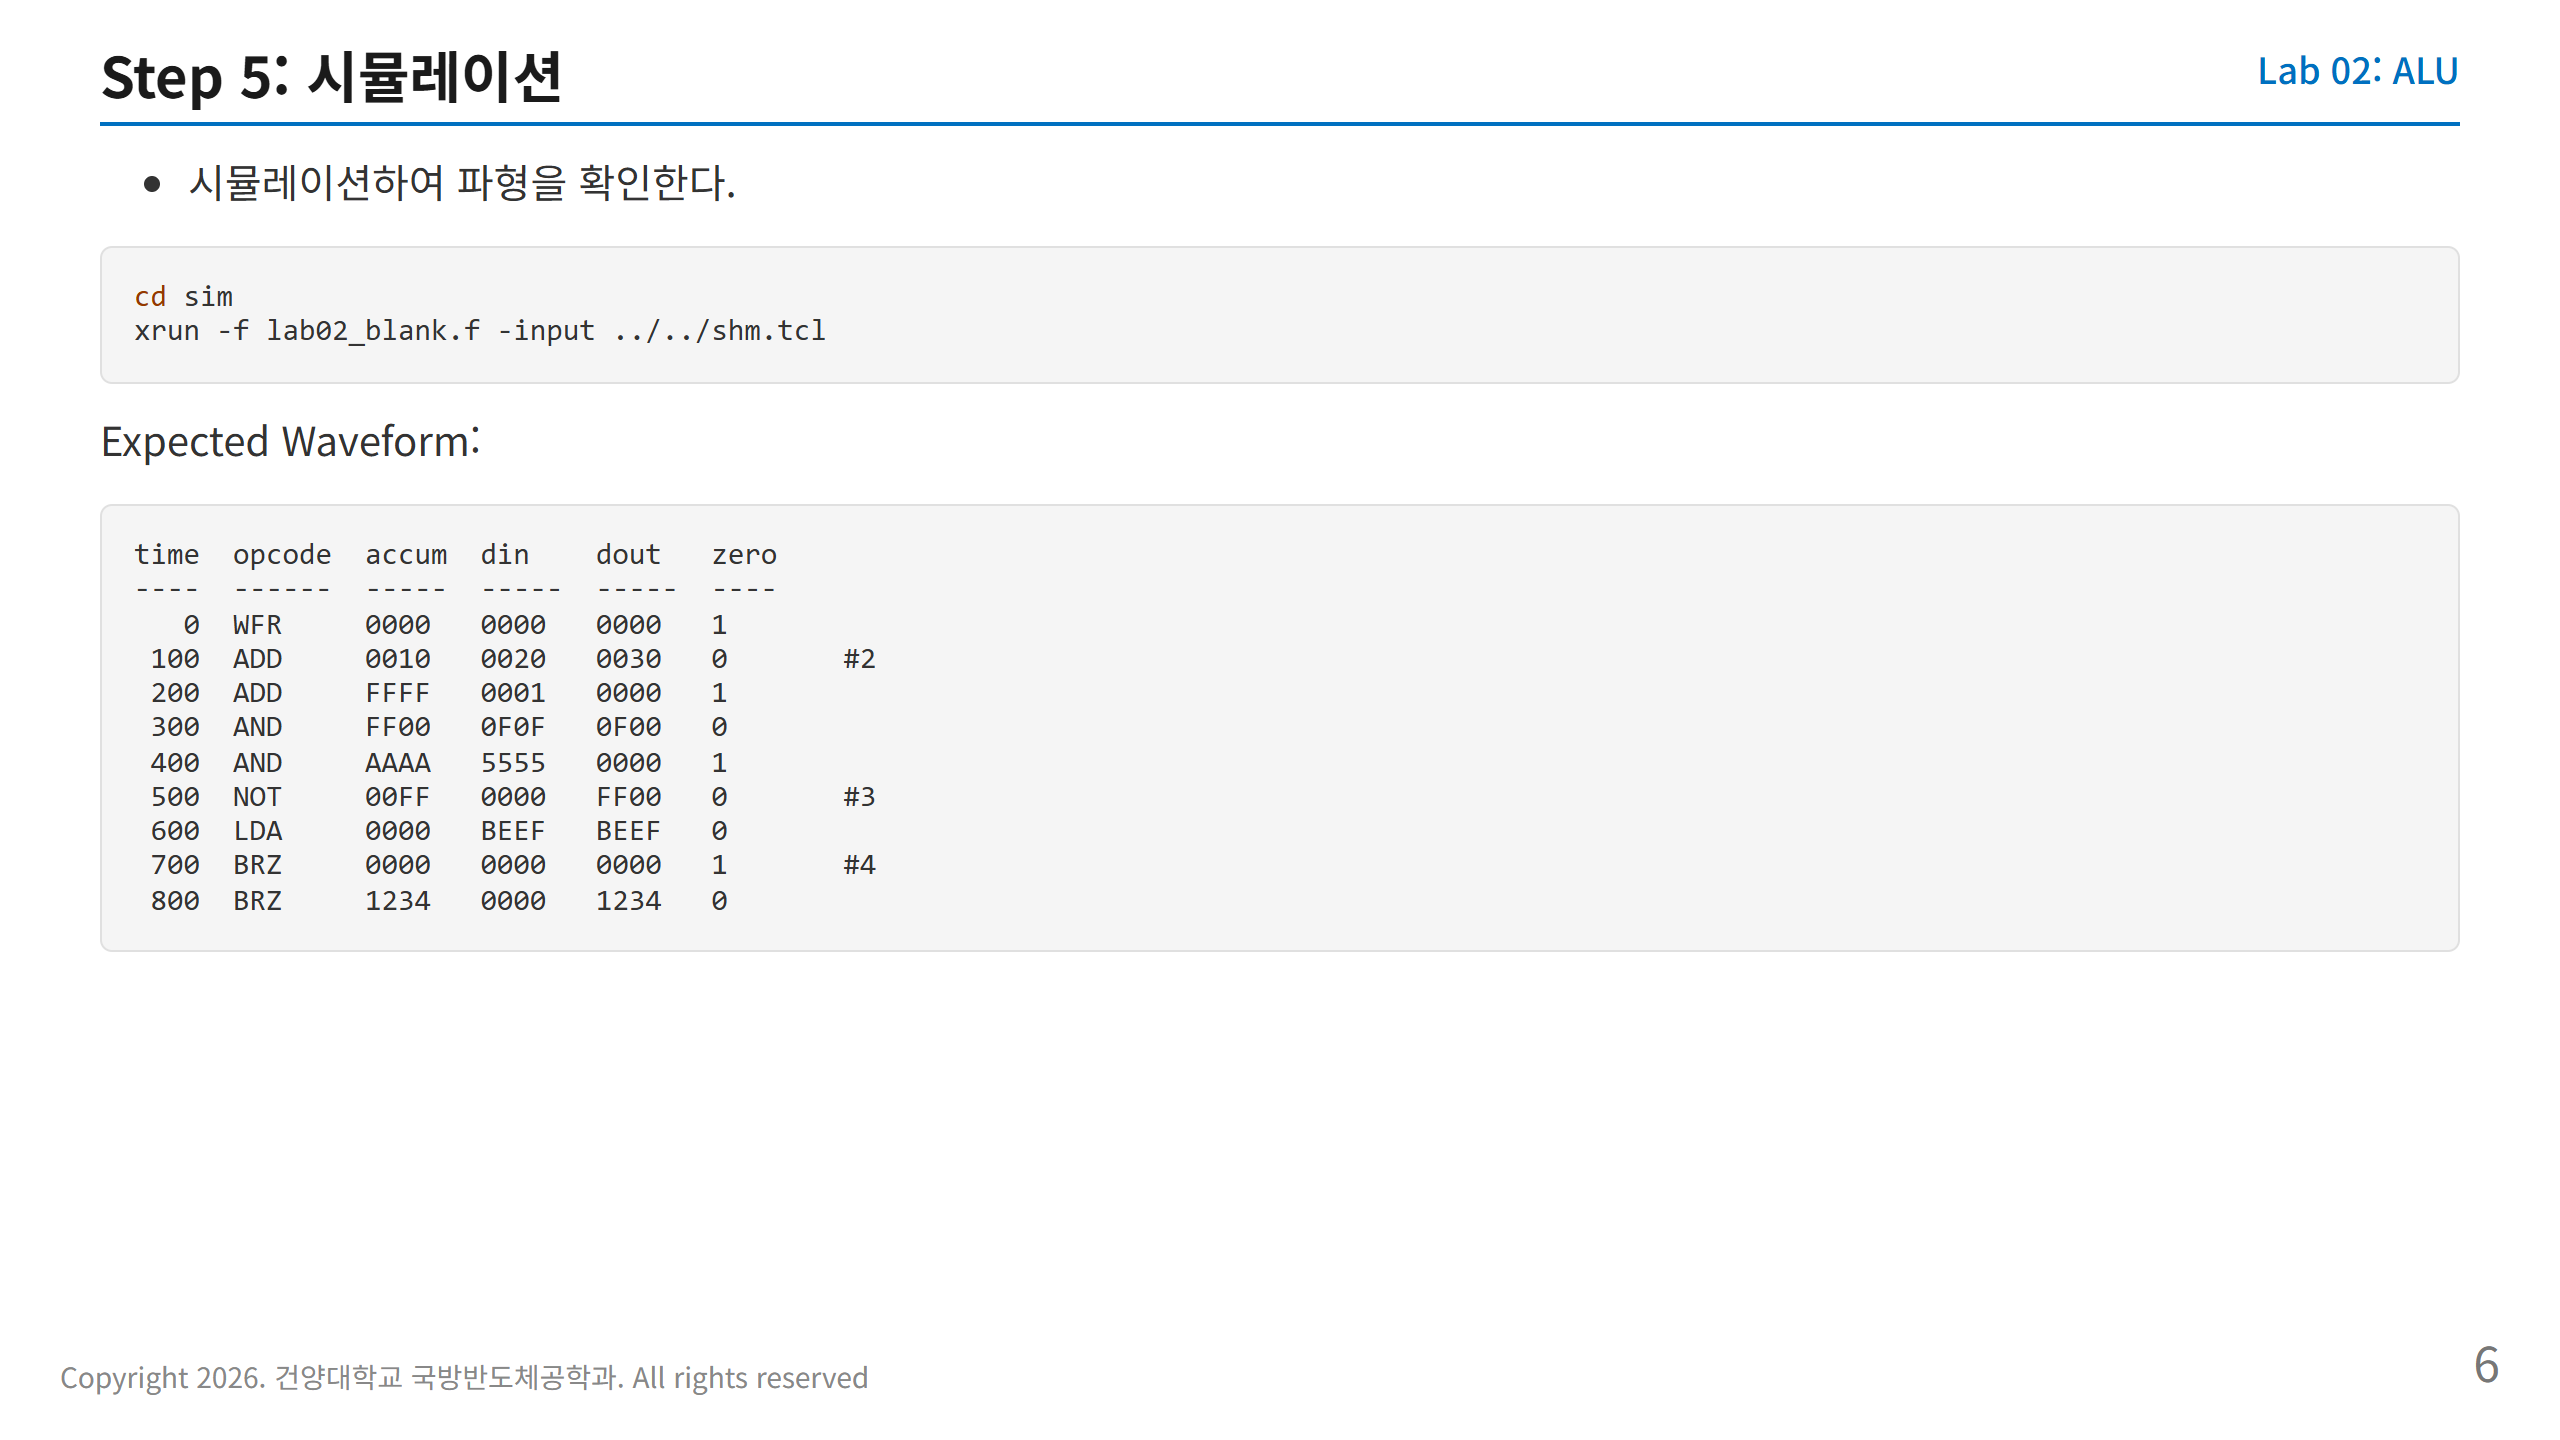 Step 5: 시뮬레이션
Lab 02: ALU
● 시뮬레이션하여 파형을 확인한다.
cd sim
xrun -f lab02_blank.f -input ../../shm.tcl
Expected Waveform:
time  opcode  accum  din    dout   zero
----  ------  -----  -----  -----  ----
   0  WFR     0000   0000   0000   1
 100  ADD     0010   0020   0030   0       #2
 200  ADD     FFFF   0001   0000   1
 300  AND     FF00   0F0F   0F00   0
 400  AND     AAAA   5555   0000   1
 500  NOT     00FF   0000   FF00   0       #3
 600  LDA     0000   BEEF   BEEF   0
 700  BRZ     0000   0000   0000   1       #4
 800  BRZ     1234   0000   1234   0
Copyright 2026. 건양대학교 국방반도체공학과. All rights reserved
6